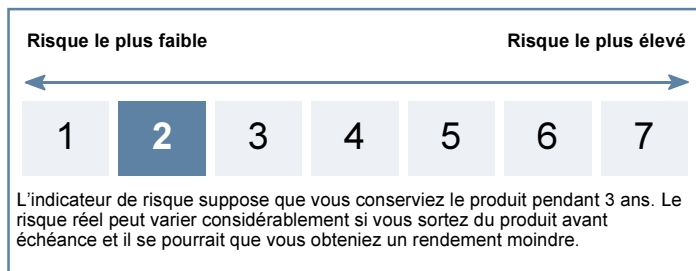 Risque le plus faible Risque le plus élevé
1 2 3 4 5 6 7
L'indicateur de risque suppose que vous conserviez le produit pendant 3 ans. Le
risque réel peut varier considérablement si vous sortez du produit avant
échéance et il se pourrait que vous obteniez un rendement moindre.